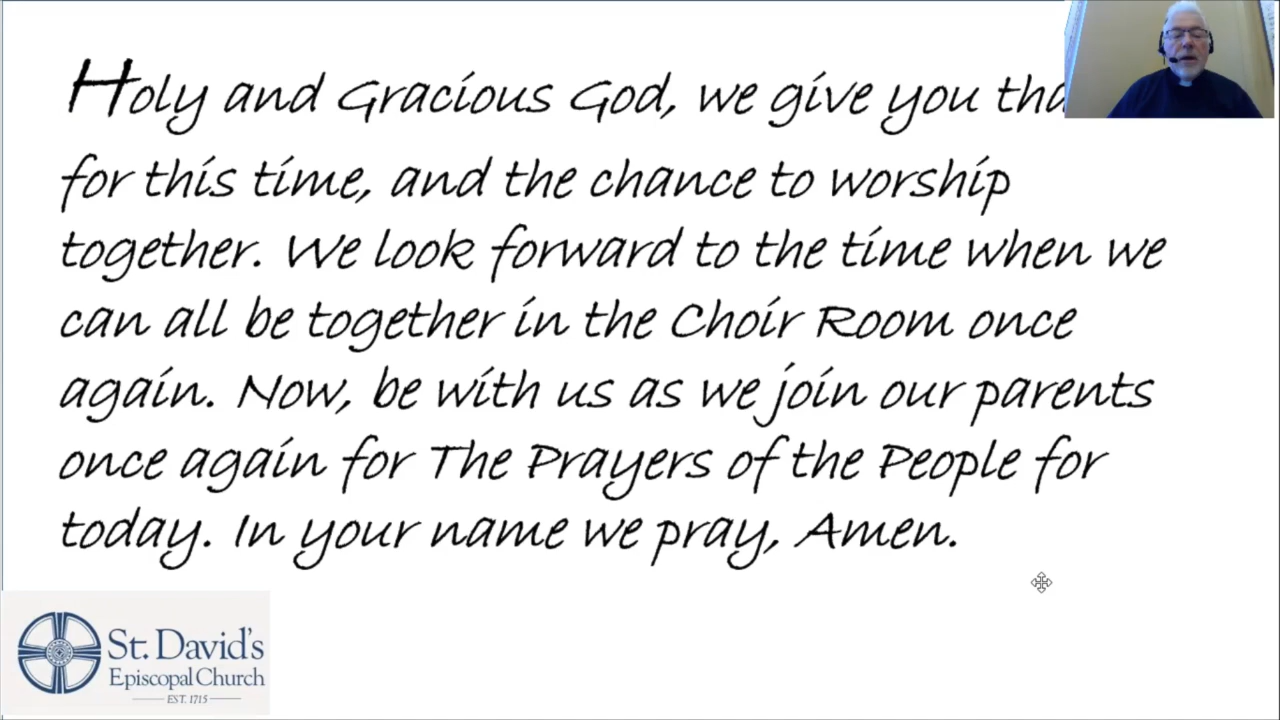 Holy and Gracious God, we give you
for this time, and the chance to worship
together. We look forward to the time when we
can all be together in the Choir Room once
again. Now, be with us as we join our parents
once again for The Prayers of the People for
today. In your name we pray, Amen.
St. David's
Episcopal Church
EST. 1715